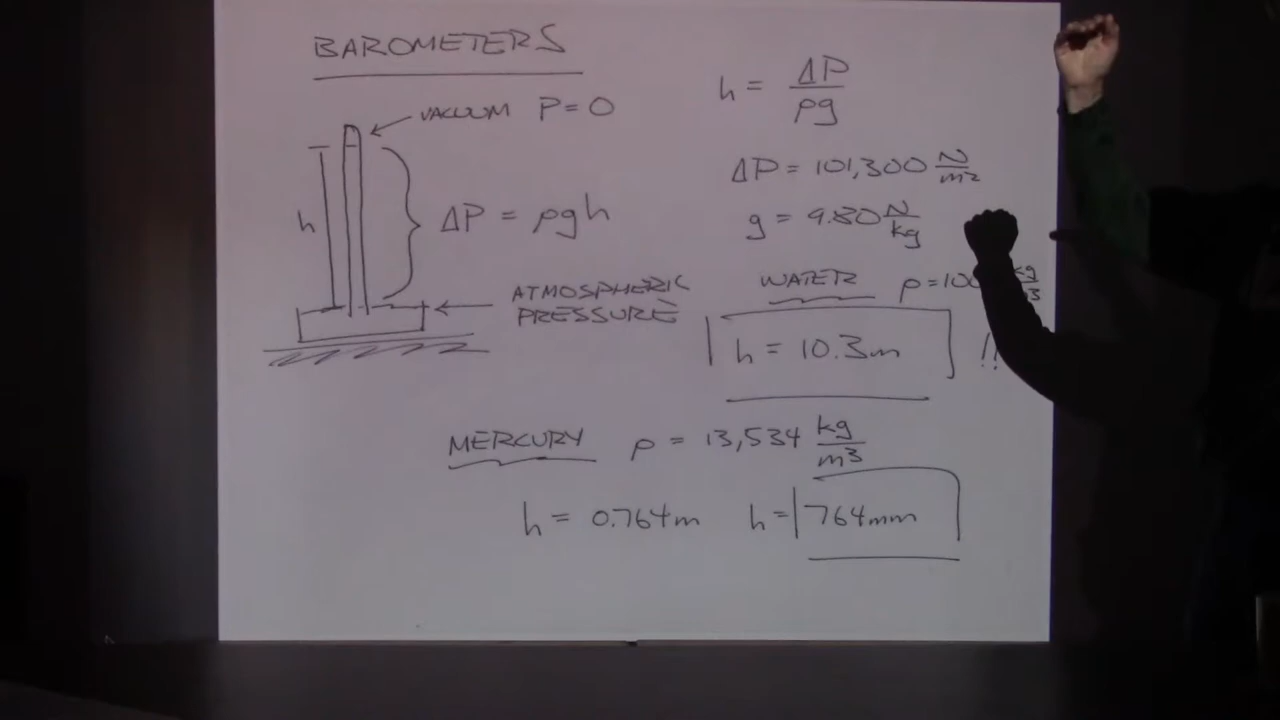 BAROMETERS
VACUUM P = 0
h
ΔP = ρgh
ATMOSPHERIC
PRESSURE
h = ΔP / ρg
ΔP = 101,300 N/m2
g = 9.80 N/kg
WATER ρ = 100
h = 10.3m !!
MERCURY ρ = 13,534 kg/m3
h = 0.764m h = 764mm